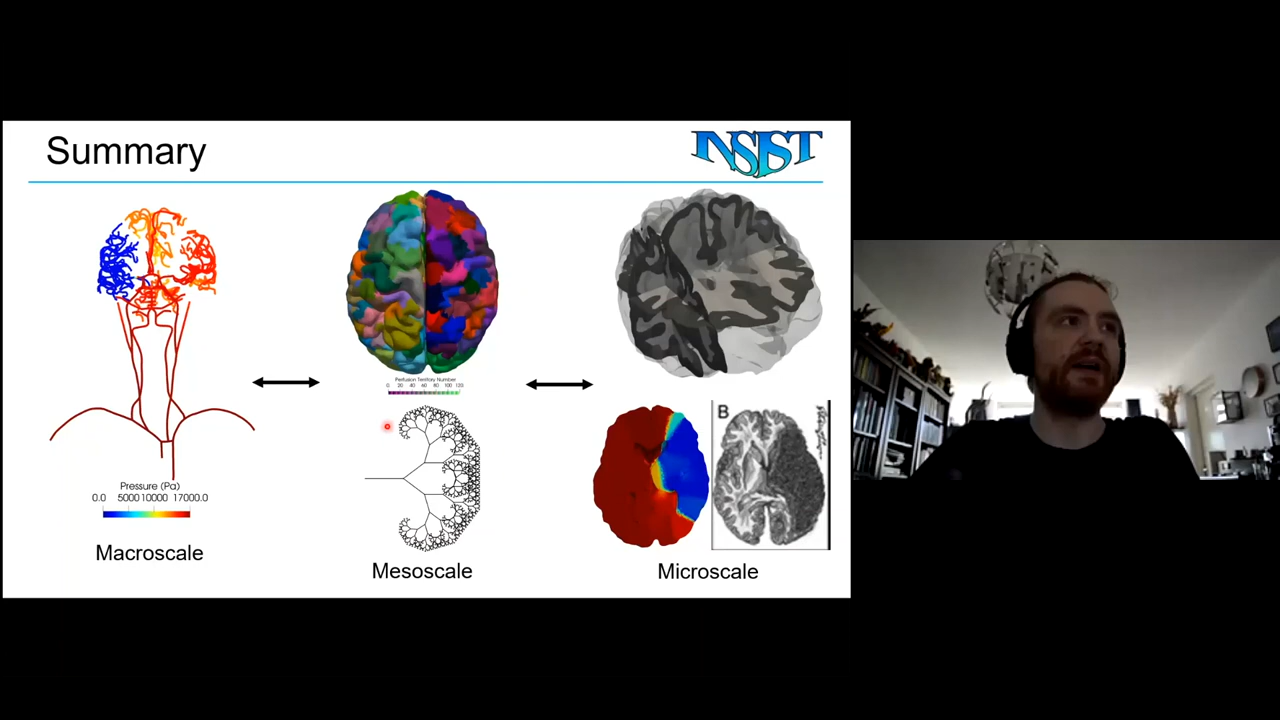 Summary
INSIST
Pressure (Pa)
0.0 5000 10000 17000.0
Macroscale
Perfusion Territory Number
0 20 40 60 80 100 120
Mesoscale
B
Microscale